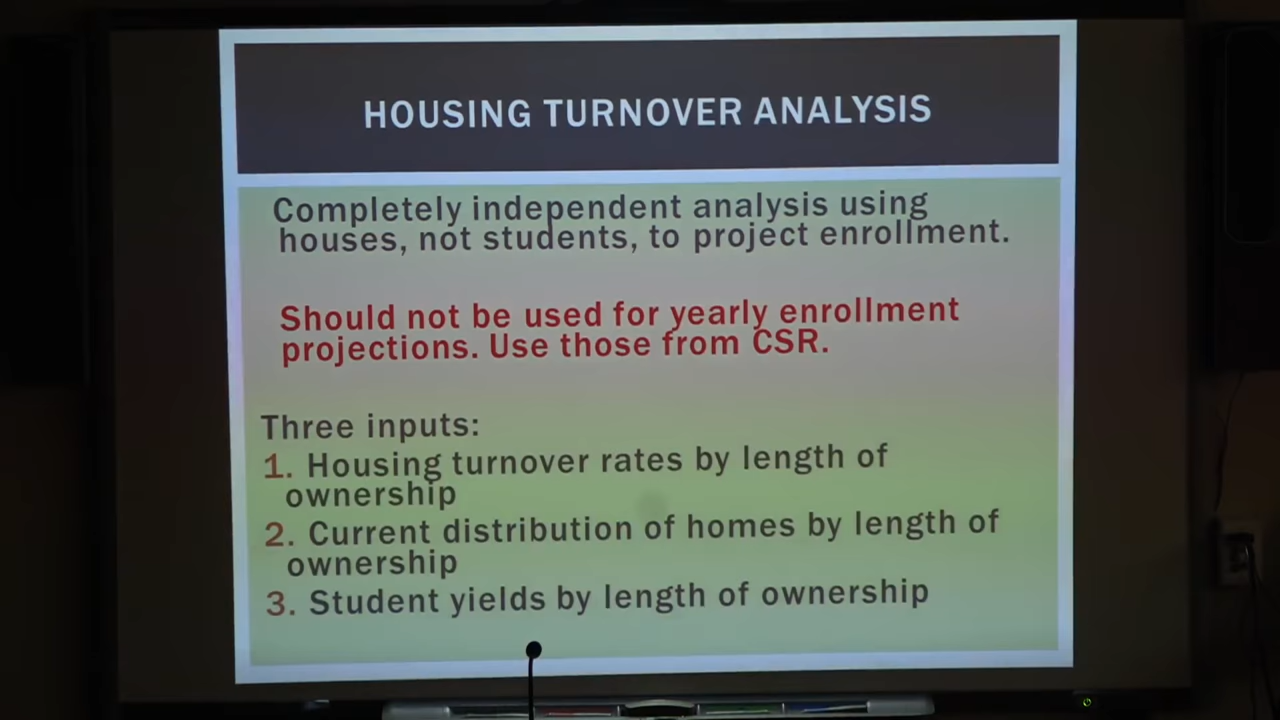 HOUSING TURNOVER ANALYSIS
Completely independent analysis using
houses, not students, to project enrollment.
Should not be used for yearly enrollment
projections. Use those from CSR.
Three inputs:
1. Housing turnover rates by length of
ownership
2. Current distribution of homes by length of
ownership
3. Student yields by length of ownership